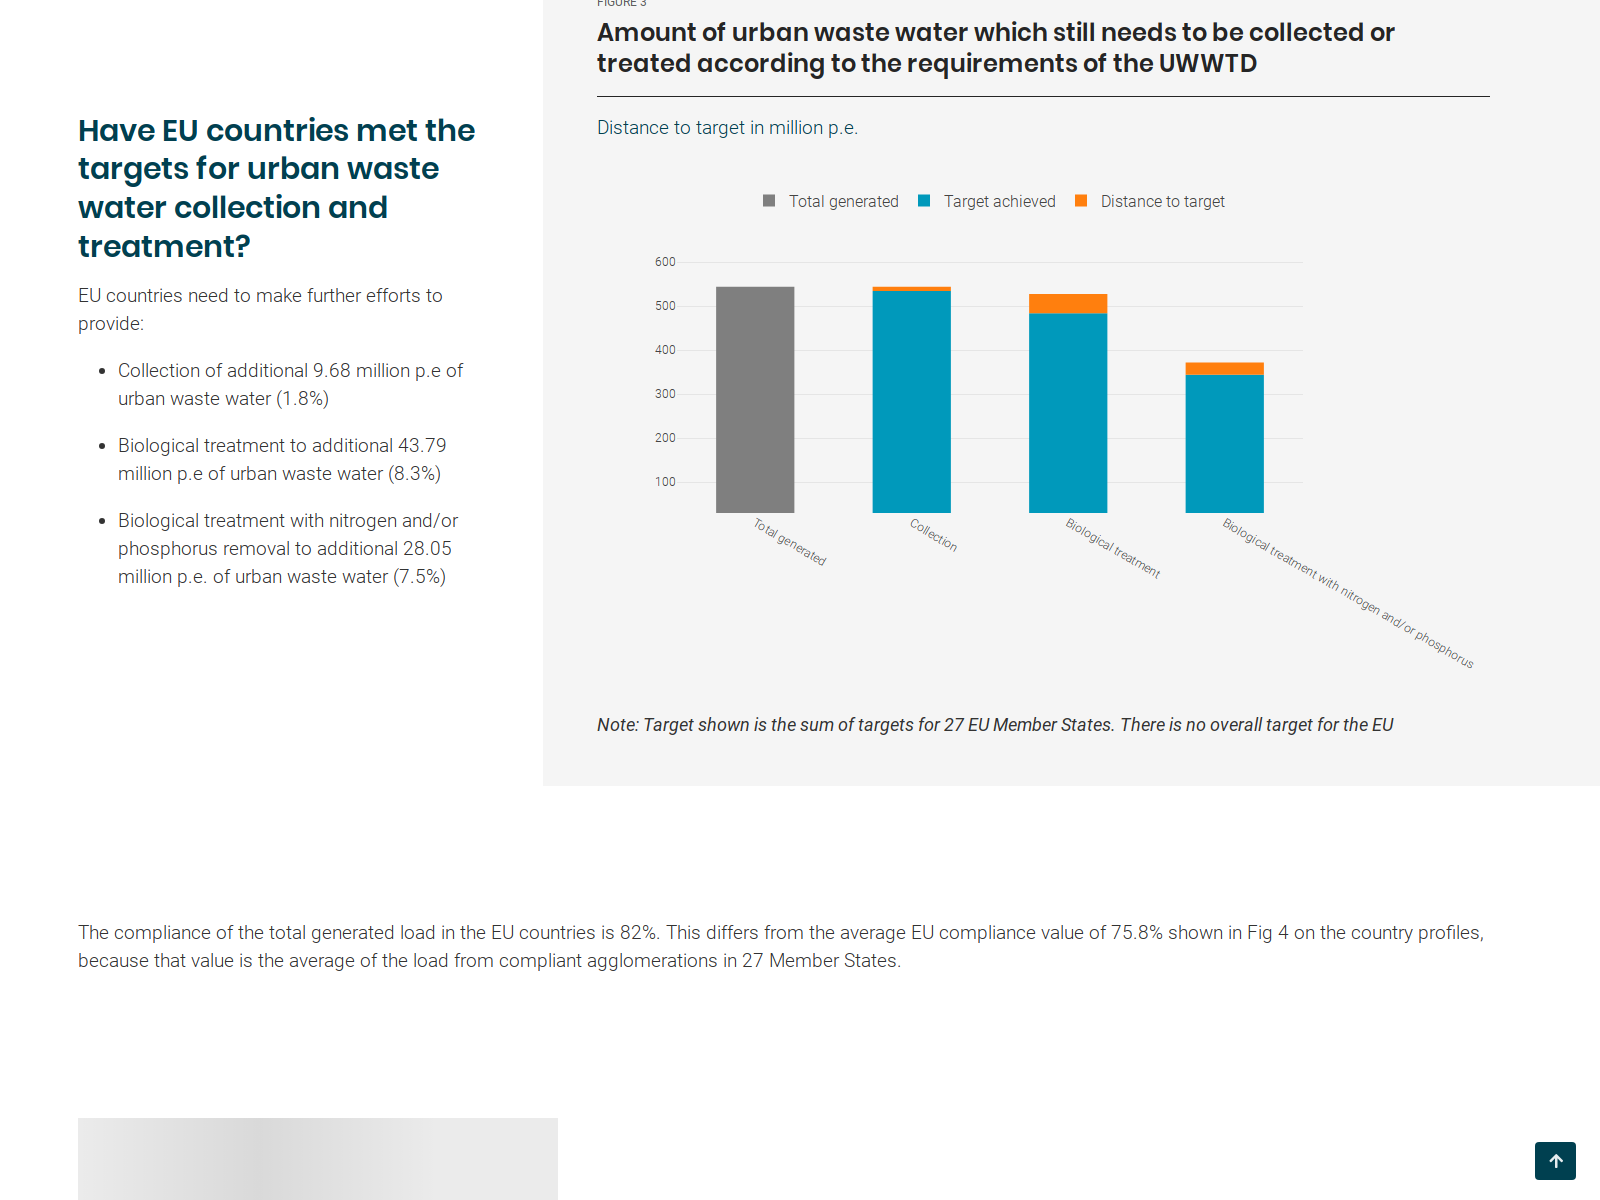 Have EU countries met the
targets for urban waste
water collection and
treatment?
EU countries need to make further efforts to
provide:
Collection of additional 9.68 million p.e of
urban waste water (1.8%)
Biological treatment to additional 43.79
million p.e of urban waste water (8.3%)
Biological treatment with nitrogen and/or
phosphorus removal to additional 28.05
million p.e. of urban waste water (7.5%)
FIGURE 3
Amount of urban waste water which still needs to be collected or
treated according to the requirements of the UWWTD
Distance to target in million p.e.
Total generated Target achieved Distance to target
600
500
400
300
200
100
Total generated
Collection
Biological treatment
Biological treatment with nitrogen and/or phosphorus
Note: Target shown is the sum of targets for 27 EU Member States. There is no overall target for the EU
The compliance of the total generated load in the EU countries is 82%. This differs from the average EU compliance value of 75.8% shown in Fig 4 on the country profiles,
because that value is the average of the load from compliant agglomerations in 27 Member States.